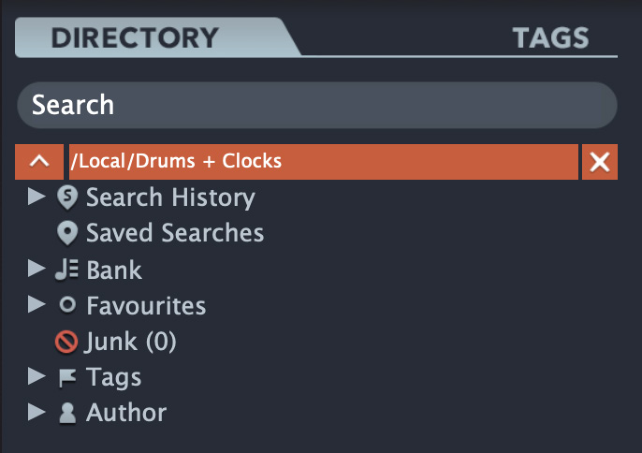 DIRECTORY TAGS
Search
/Local/Drums + Clocks
Search History
Saved Searches
Bank
Favourites
Junk (0)
Tags
Author